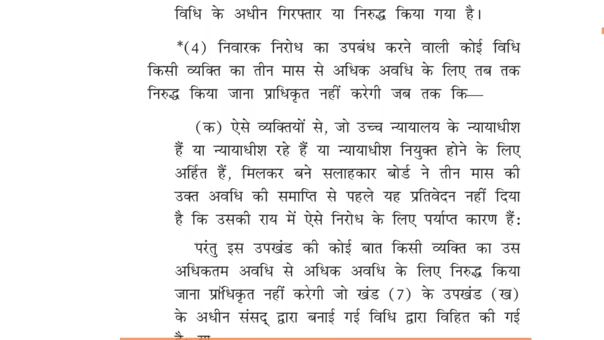 विधि के अधीन गिरफ्तार या निरुद्ध किया गया है।
*(4) निवारक निरोध का उपबंध करने वाली कोई विधि
किसी व्यक्ति का तीन मास से अधिक अवधि के लिए तब तक
निरुद्ध किया जाना प्राधिकृत नहीं करेगी जब तक कि—
(क) ऐसे व्यक्तियों से, जो उच्च न्यायालय के न्यायाधीश
हैं या न्यायाधीश रहे हैं या न्यायाधीश नियुक्त होने के लिए
अर्हित हैं, मिलकर बने सलाहकार बोर्ड ने तीन मास की
उक्त अवधि की समाप्ति से पहले यह प्रतिवेदन नहीं दिया
है कि उसकी राय में ऐसे निरोध के लिए पर्याप्त कारण हैं:
परंतु इस उपखंड की कोई बात किसी व्यक्ति का उस
अधिकतम अवधि से अधिक अवधि के लिए निरुद्ध किया
जाना प्राधिकृत नहीं करेगी जो खंड (7) के उपखंड (ख)
के अधीन संसद् द्वारा बनाई गई विधि द्वारा विहित की गई